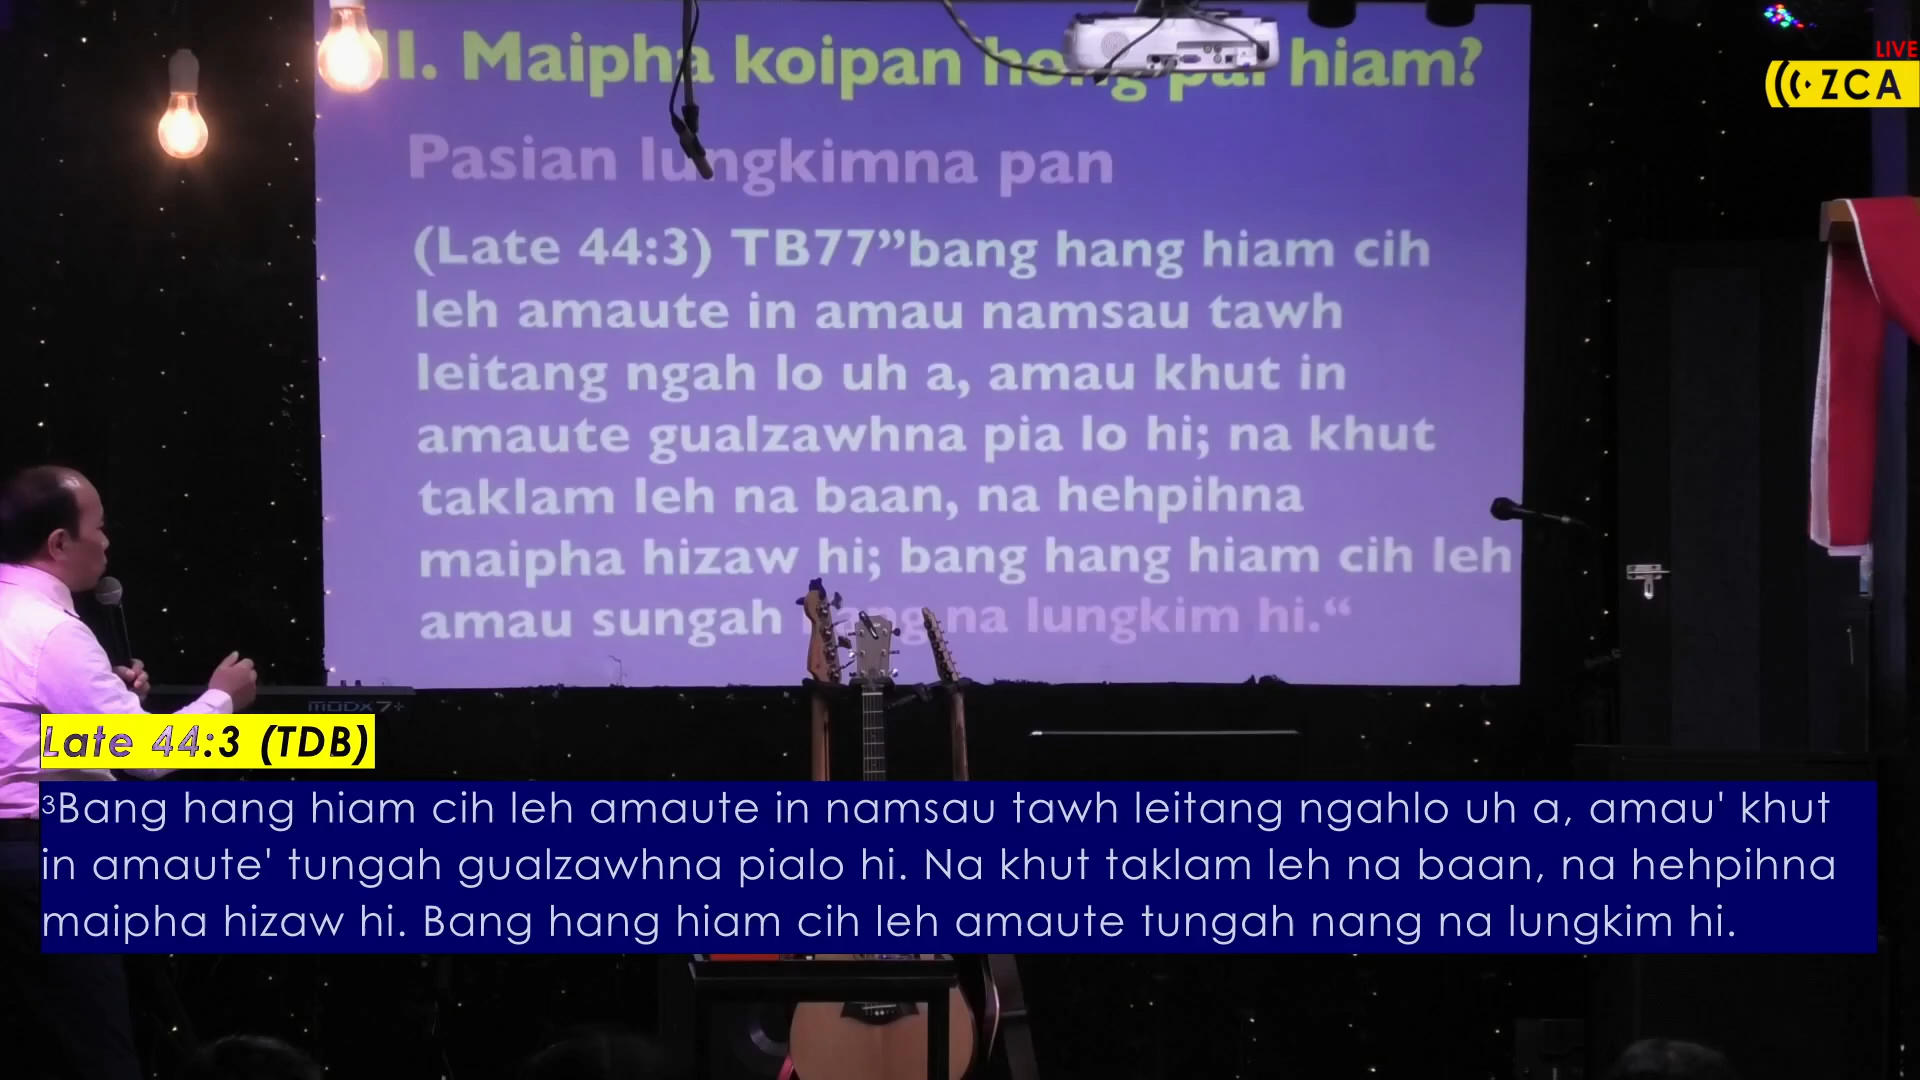 II. Maipha koipan hong pai hiam?
Pasian lungkimna pan
(Late 44:3) TB77”bang hang hiam cih
leh amaute in amau namsau tawh
leitang ngah lo uh a, amau khut in
amaute gualzawhna pia lo hi; na khut
taklam leh na baan, na hehpihna
maipha hizaw hi; bang hang hiam cih leh
amau sungah nang na lungkim hi.“
LIVE
ZCA
MODX 7+
Late 44:3 (TDB)
3Bang hang hiam cih leh amaute in namsau tawh leitang ngahlo uh a, amau' khut
in amaute' tungah gualzawhna pialo hi. Na khut taklam leh na baan, na hehpihna
maipha hizaw hi. Bang hang hiam cih leh amaute tungah nang na lungkim hi.